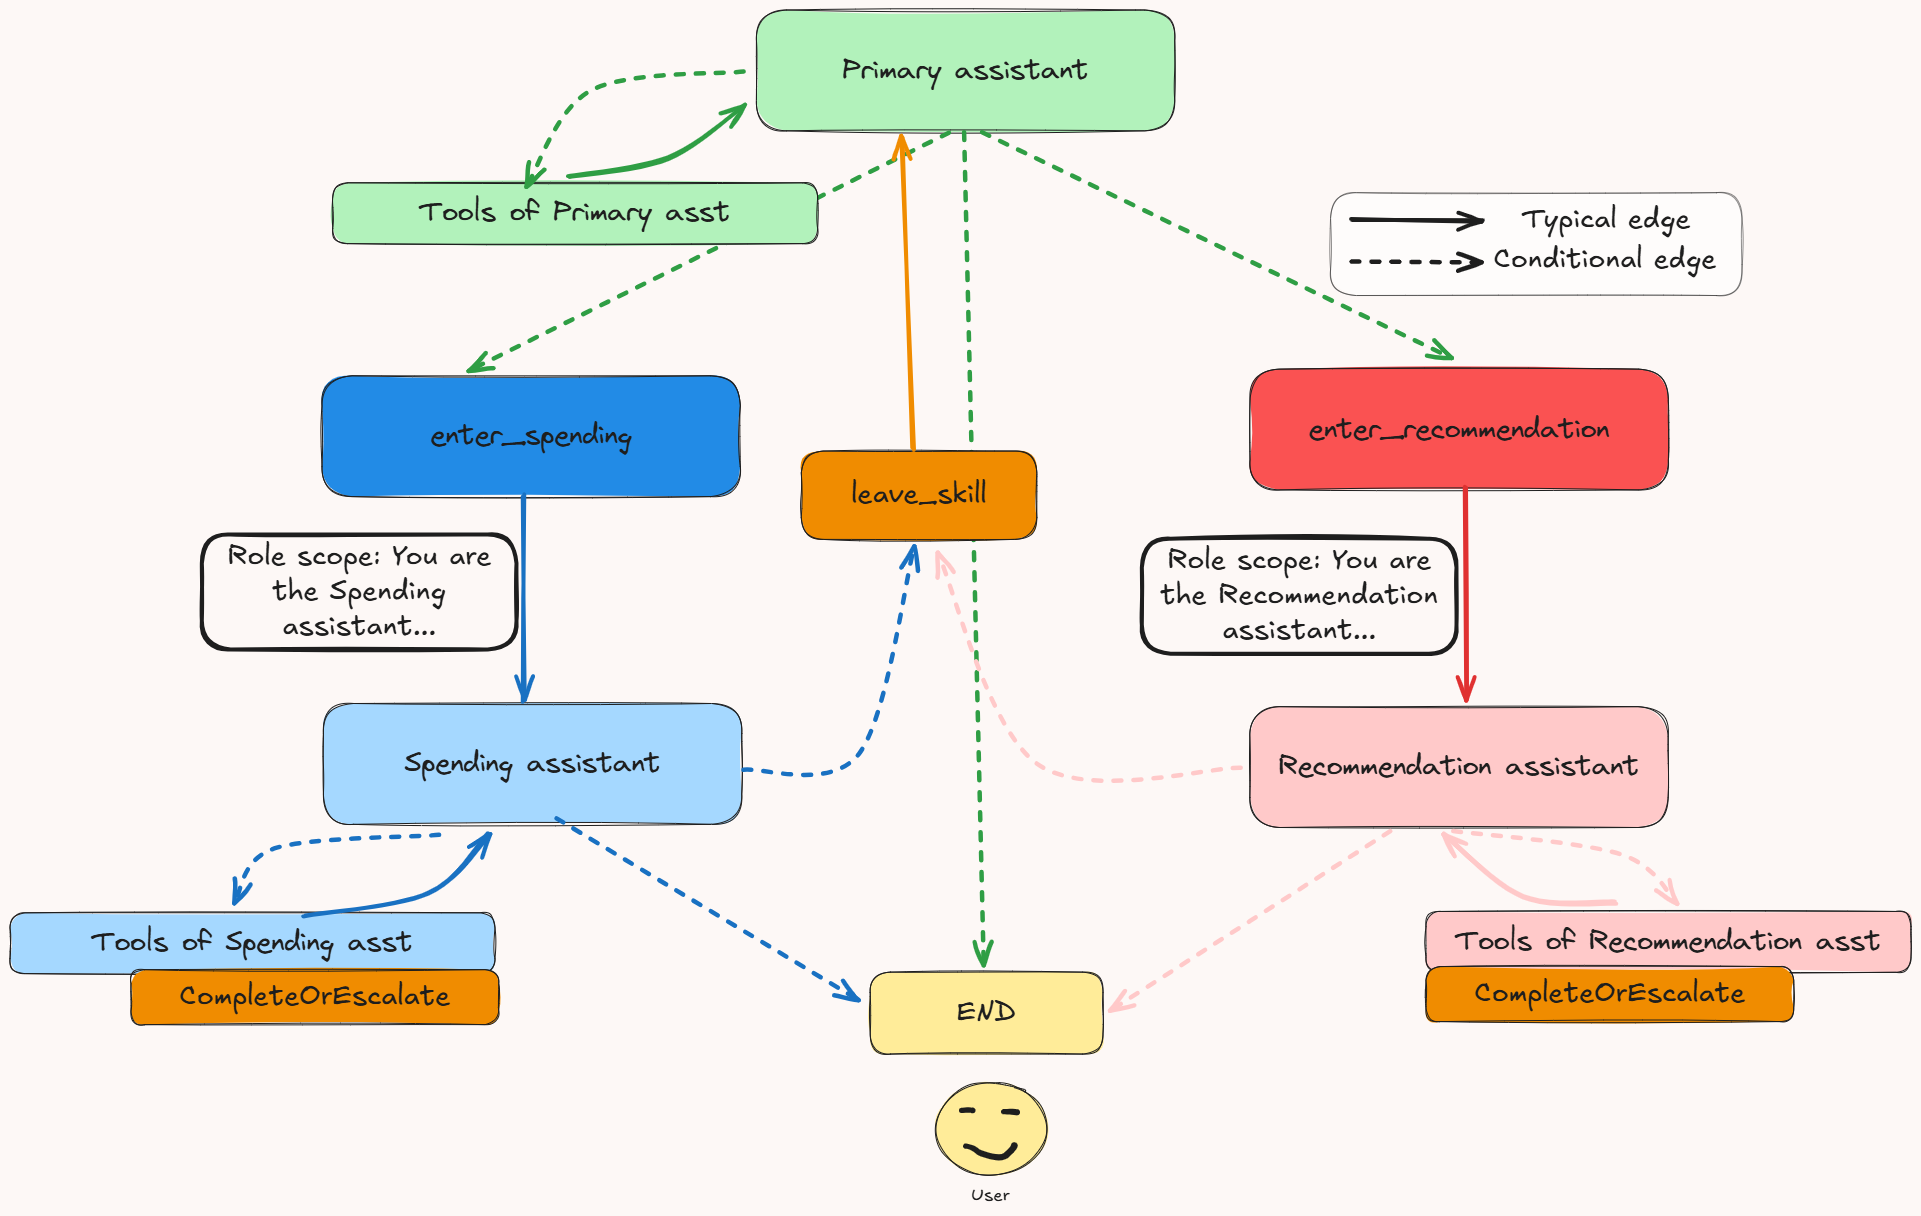 Primary assistant
Tools of Primary asst
Typical edge
Conditional edge
enter_spending
enter_recommendation
leave_skill
Role scope: You are
the Spending
assistant...
Role scope: You are
the Recommendation
assistant...
Spending assistant
Recommendation assistant
Tools of Spending asst
CompleteOrEscalate
Tools of Recommendation asst
CompleteOrEscalate
END
User